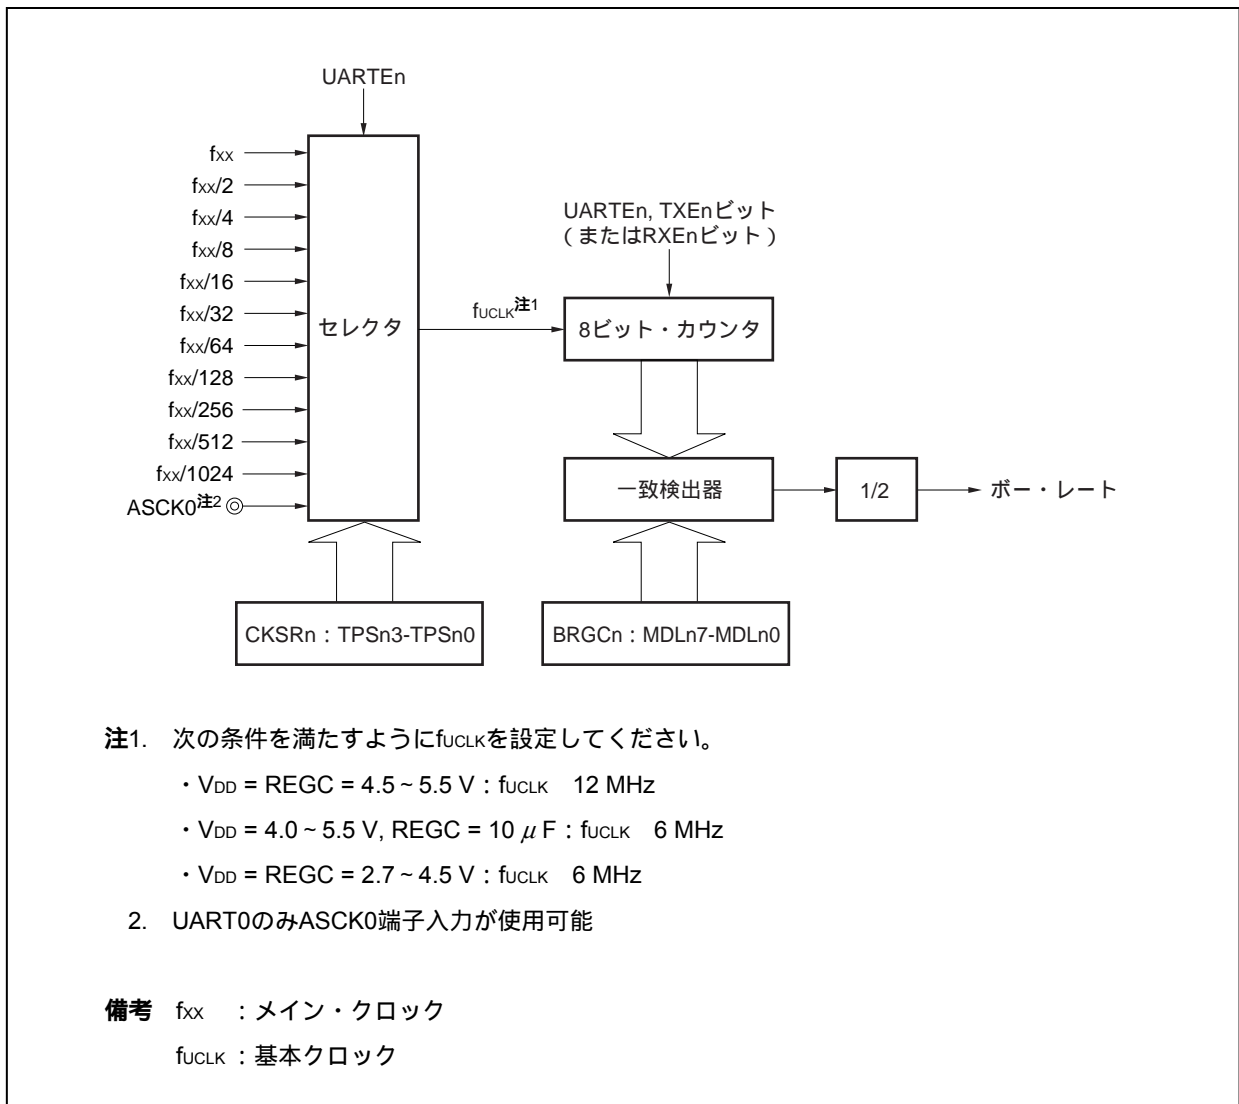 UARTEn
fxx
fxx/2
fxx/4
fxx/8
fxx/16
fxx/32
fxx/64
fxx/128
fxx/256
fxx/512
fxx/1024
ASCK0注2
セレクタ
fUCLK注1
UARTEn, TXEnビット
（またはRXEnビット）
8ビット・カウンタ
一致検出器
1/2
ボー・レート
CKSRn：TPSn3-TPSn0
BRGCn：MDLn7-MDLn0
注1. 次の条件を満たすようにfUCLKを設定してください。
・VDD = REGC = 4.5～5.5 V：fUCLK 12 MHz
・VDD = 4.0～5.5 V, REGC = 10 μF：fUCLK 6 MHz
・VDD = REGC = 2.7～4.5 V：fUCLK 6 MHz
2. UART0のみASCK0端子入力が使用可能
備考 fxx ：メイン・クロック
fUCLK：基本クロック